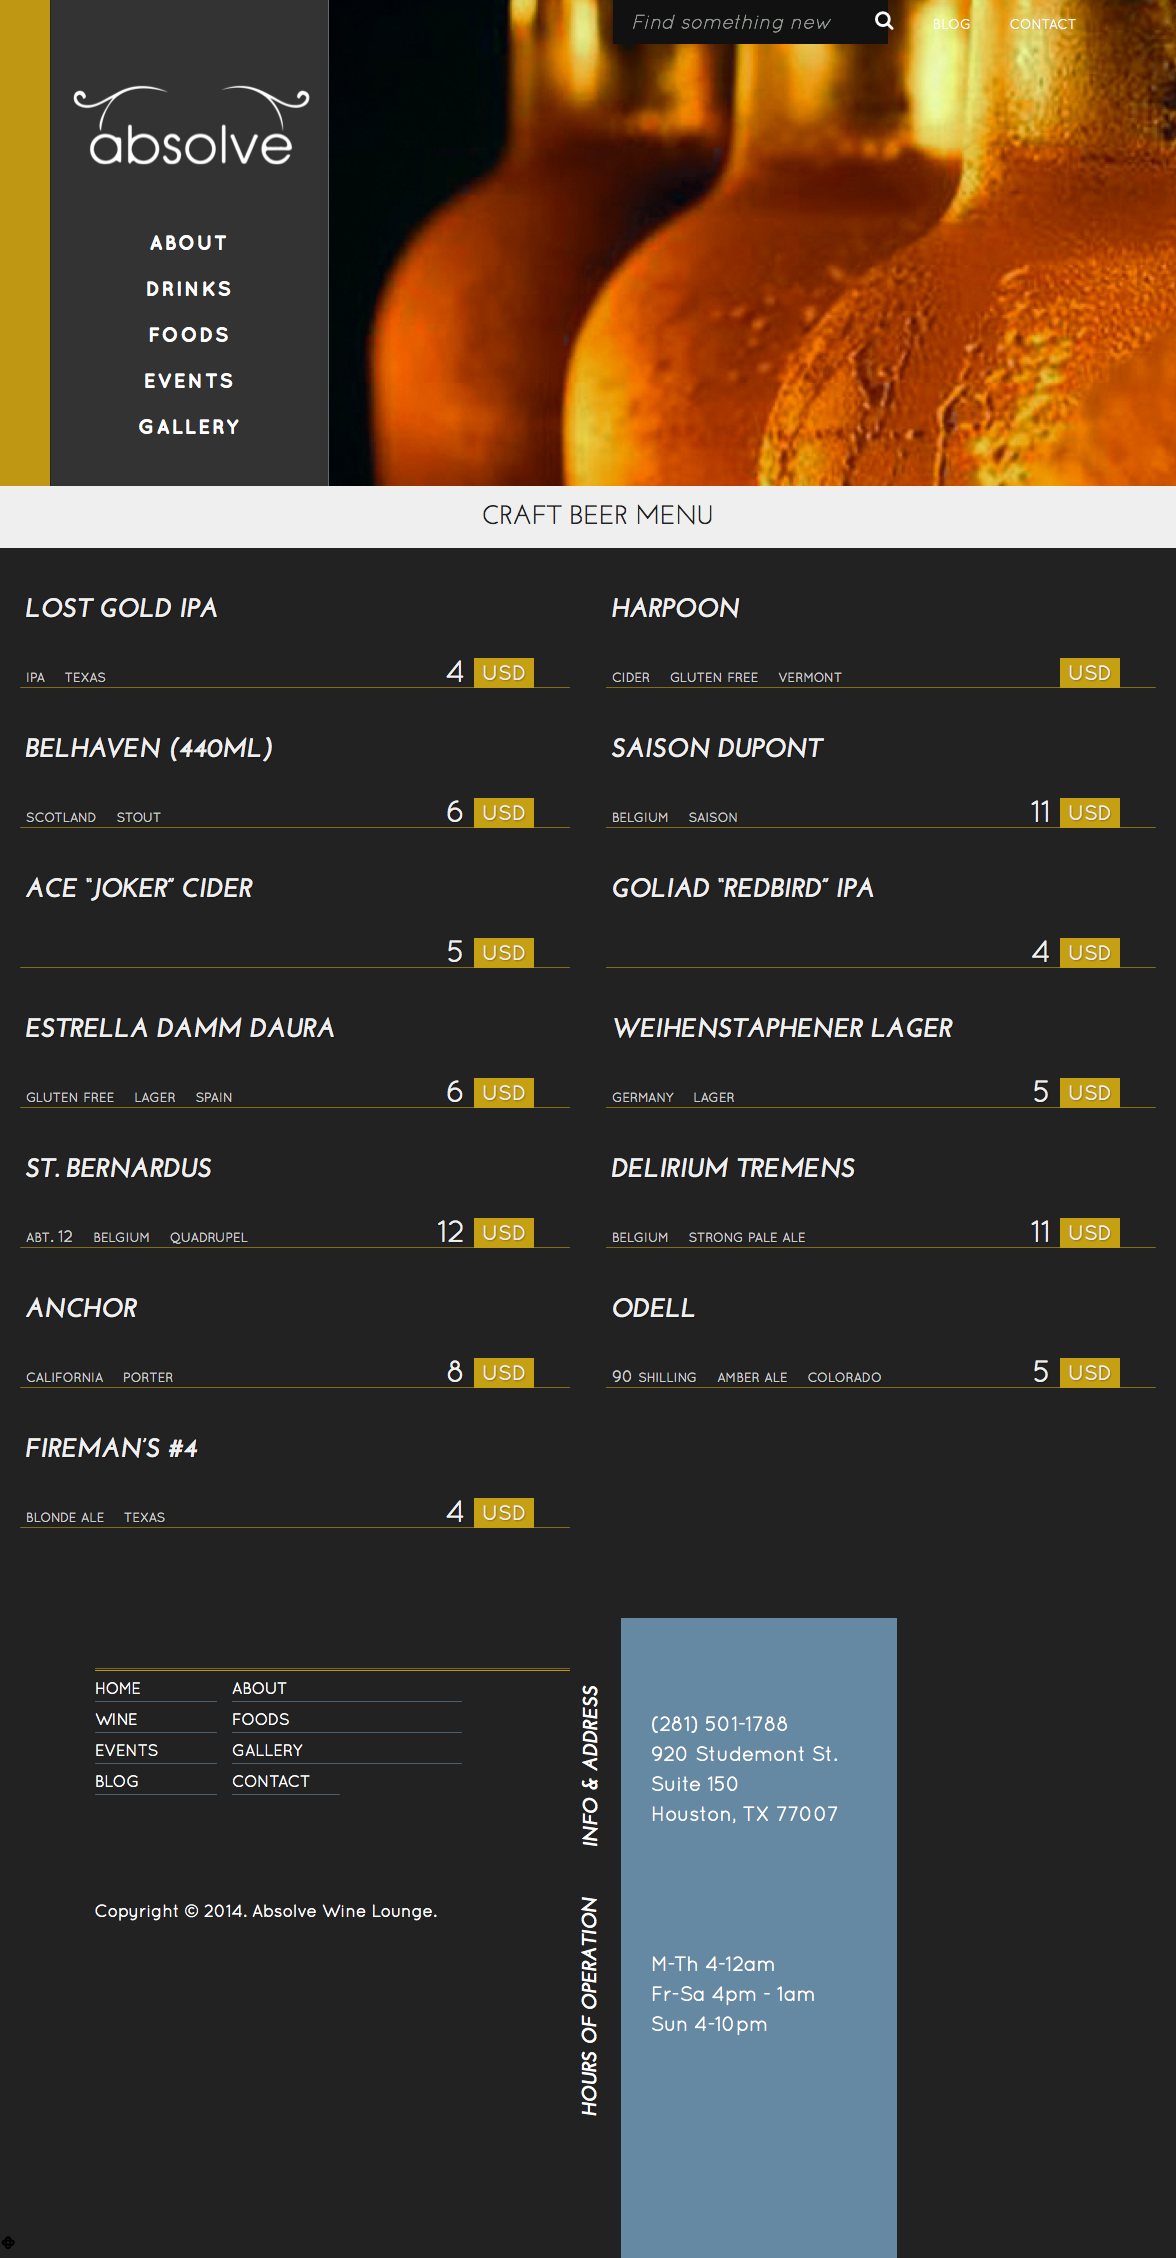 Find something new
BLOG
CONTACT
absolve
ABOUT
DRINKS
FOODS
EVENTS
GALLERY
CRAFT BEER MENU
LOST GOLD IPA
IPA TEXAS 4 USD
HARPOON
CIDER GLUTEN FREE VERMONT USD
BELHAVEN (440ML)
SCOTLAND STOUT 6 USD
SAISON DUPONT
BELGIUM SAISON 11 USD
ACE “JOKER” CIDER
5 USD
GOLIAD “REDBIRD” IPA
4 USD
ESTRELLA DAMM DAURA
GLUTEN FREE LAGER SPAIN 6 USD
WEIHENSTAPHENER LAGER
GERMANY LAGER 5 USD
ST. BERNARDUS
ABT. 12 BELGIUM QUADRUPEL 12 USD
DELIRIUM TREMENS
BELGIUM STRONG PALE ALE 11 USD
ANCHOR
CALIFORNIA PORTER 8 USD
ODELL
90 SHILLING AMBER ALE COLORADO 5 USD
FIREMAN’S #4
BLONDE ALE TEXAS 4 USD
HOME ABOUT
WINE FOODS
EVENTS GALLERY
BLOG CONTACT
Copyright © 2014. Absolve Wine Lounge.
INFO & ADDRESS
(281) 501-1788
920 Studemont St.
Suite 150
Houston, TX 77007
HOURS OF OPERATION
M-Th 4-12am
Fr-Sa 4pm - 1am
Sun 4-10pm